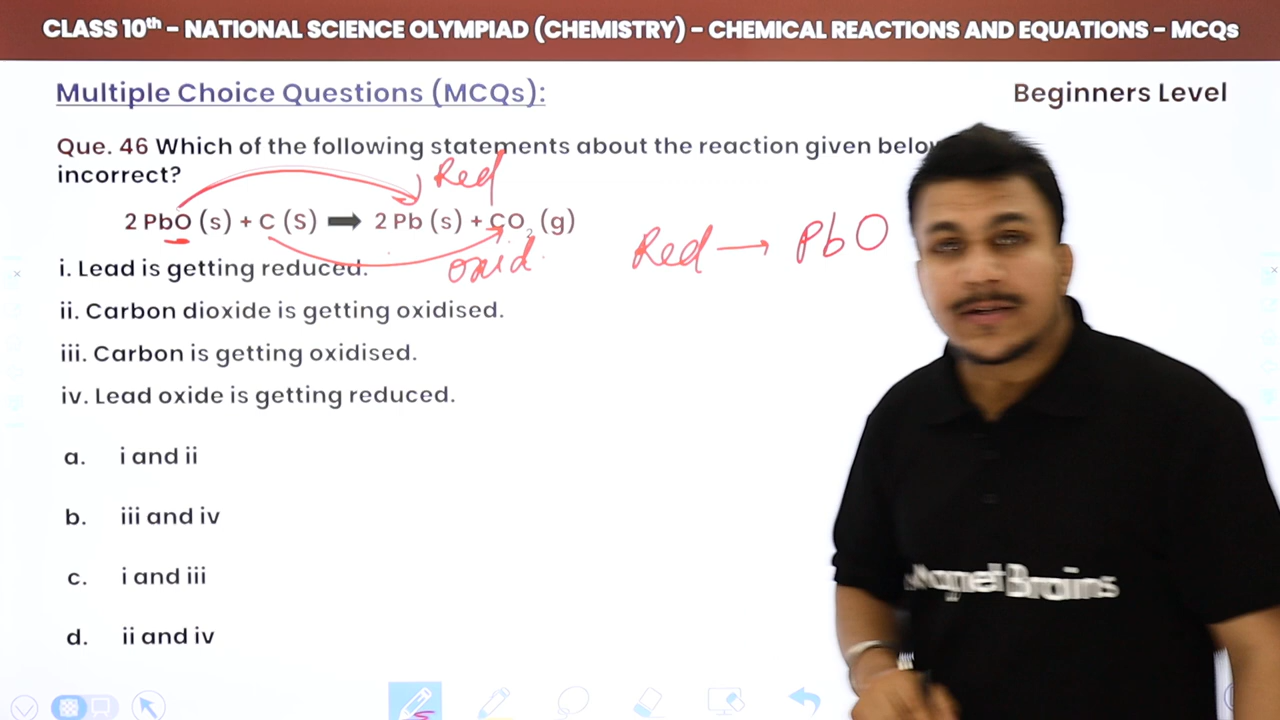 CLASS 10th – NATIONAL SCIENCE OLYMPIAD (CHEMISTRY) – CHEMICAL REACTIONS AND EQUATIONS – MCQs
Multiple Choice Questions (MCQs):
Beginners Level
Que. 46 Which of the following statements about the reaction given
incorrect?
Red
2 PbO (s) + C (S) ➡ 2 Pb (s) + CO₂ (g)
Red → PbO
oxid.
i. Lead is getting reduced.
ii. Carbon dioxide is getting oxidised.
iii. Carbon is getting oxidised.
iv. Lead oxide is getting reduced.
a. i and ii
b. iii and iv
c. i and iii
d. ii and iv
Magnet Brains